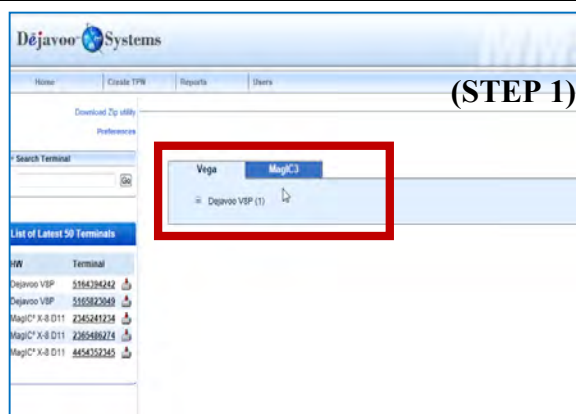 Déjavoo Systems
Home Create TPN Reports Users
(STEP 1)
Download Zip utility
Preferences
Search Terminal
Go
Vega MagIC3
Dejavoo V8P (1)
List of Latest 50 Terminals
HW Terminal
Dejavoo V8P 5164394242
Dejavoo V8P 5165823049
MagIC³ X-8 D11 2345241234
MagIC³ X-8 D11 2365486274
MagIC³ X-8 D11 4454352345